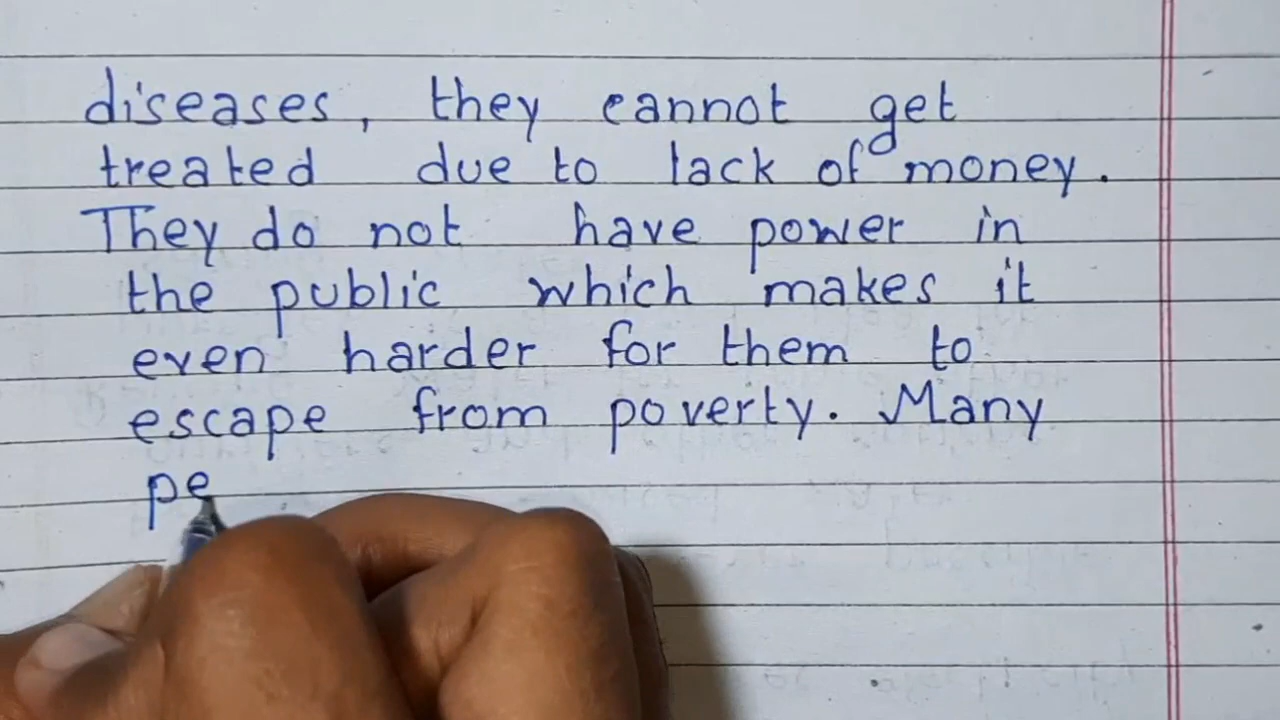 diseases, they cannot get
treated due to lack of money.
They do not have power in
the public which makes it
even harder for them to
escape from poverty. Many
pe